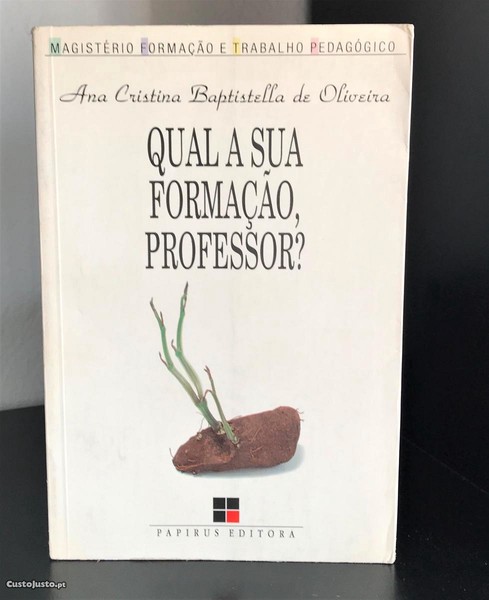 MAGISTÉRIO FORMAÇÃO E TRABALHO PEDAGÓGICO
Ana Cristina Baptistella de Oliveira
QUAL A SUA
FORMAÇÃO,
PROFESSOR?
PAPIRUS EDITORA
CustoJusto.pt